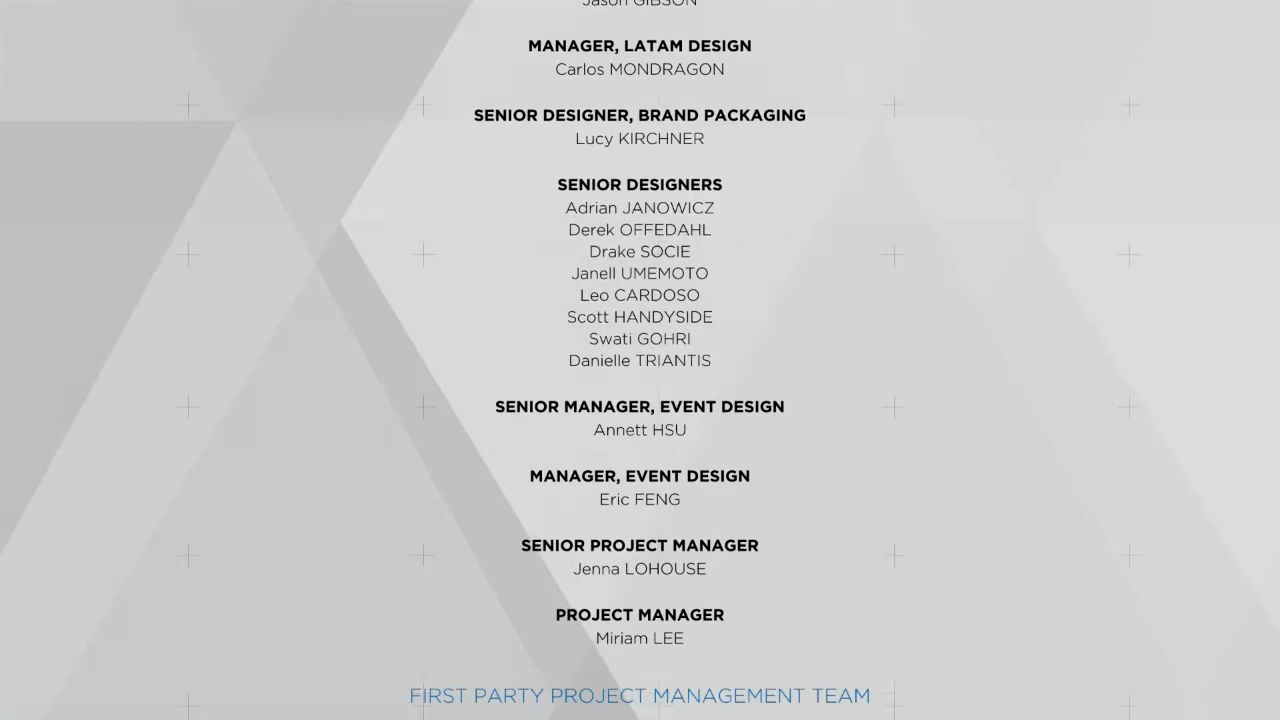 Jason GIBSON
MANAGER, LATAM DESIGN
Carlos MONDRAGON
SENIOR DESIGNER, BRAND PACKAGING
Lucy KIRCHNER
SENIOR DESIGNERS
Adrian JANOWICZ
Derek OFFEDAHL
Drake SOCIE
Janell UMEMOTO
Leo CARDOSO
Scott HANDYSIDE
Swati GOHRI
Danielle TRIANTIS
SENIOR MANAGER, EVENT DESIGN
Annett HSU
MANAGER, EVENT DESIGN
Eric FENG
SENIOR PROJECT MANAGER
Jenna LOHOUSE
PROJECT MANAGER
Miriam LEE
FIRST PARTY PROJECT MANAGEMENT TEAM